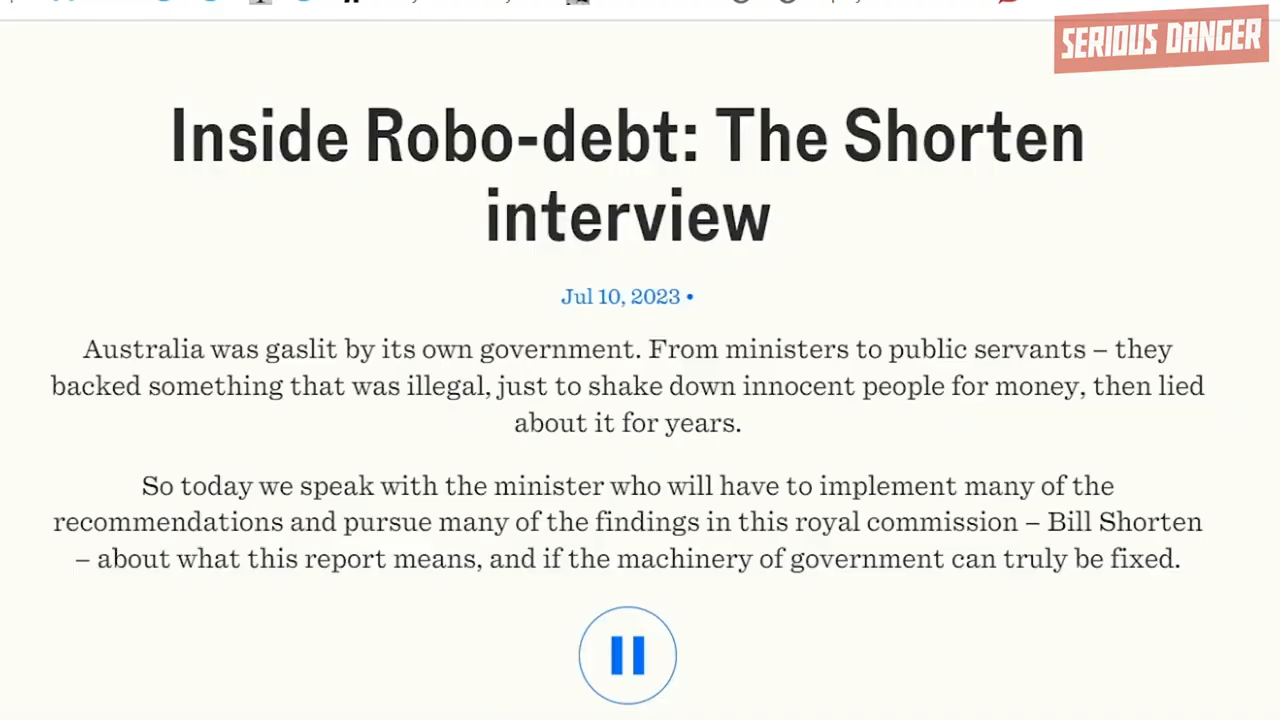 SERIOUS DANGER
Inside Robo-debt: The Shorten
interview
Jul 10, 2023 •
Australia was gaslit by its own government. From ministers to public servants – they
backed something that was illegal, just to shake down innocent people for money, then lied
about it for years.
So today we speak with the minister who will have to implement many of the
recommendations and pursue many of the findings in this royal commission – Bill Shorten
– about what this report means, and if the machinery of government can truly be fixed.